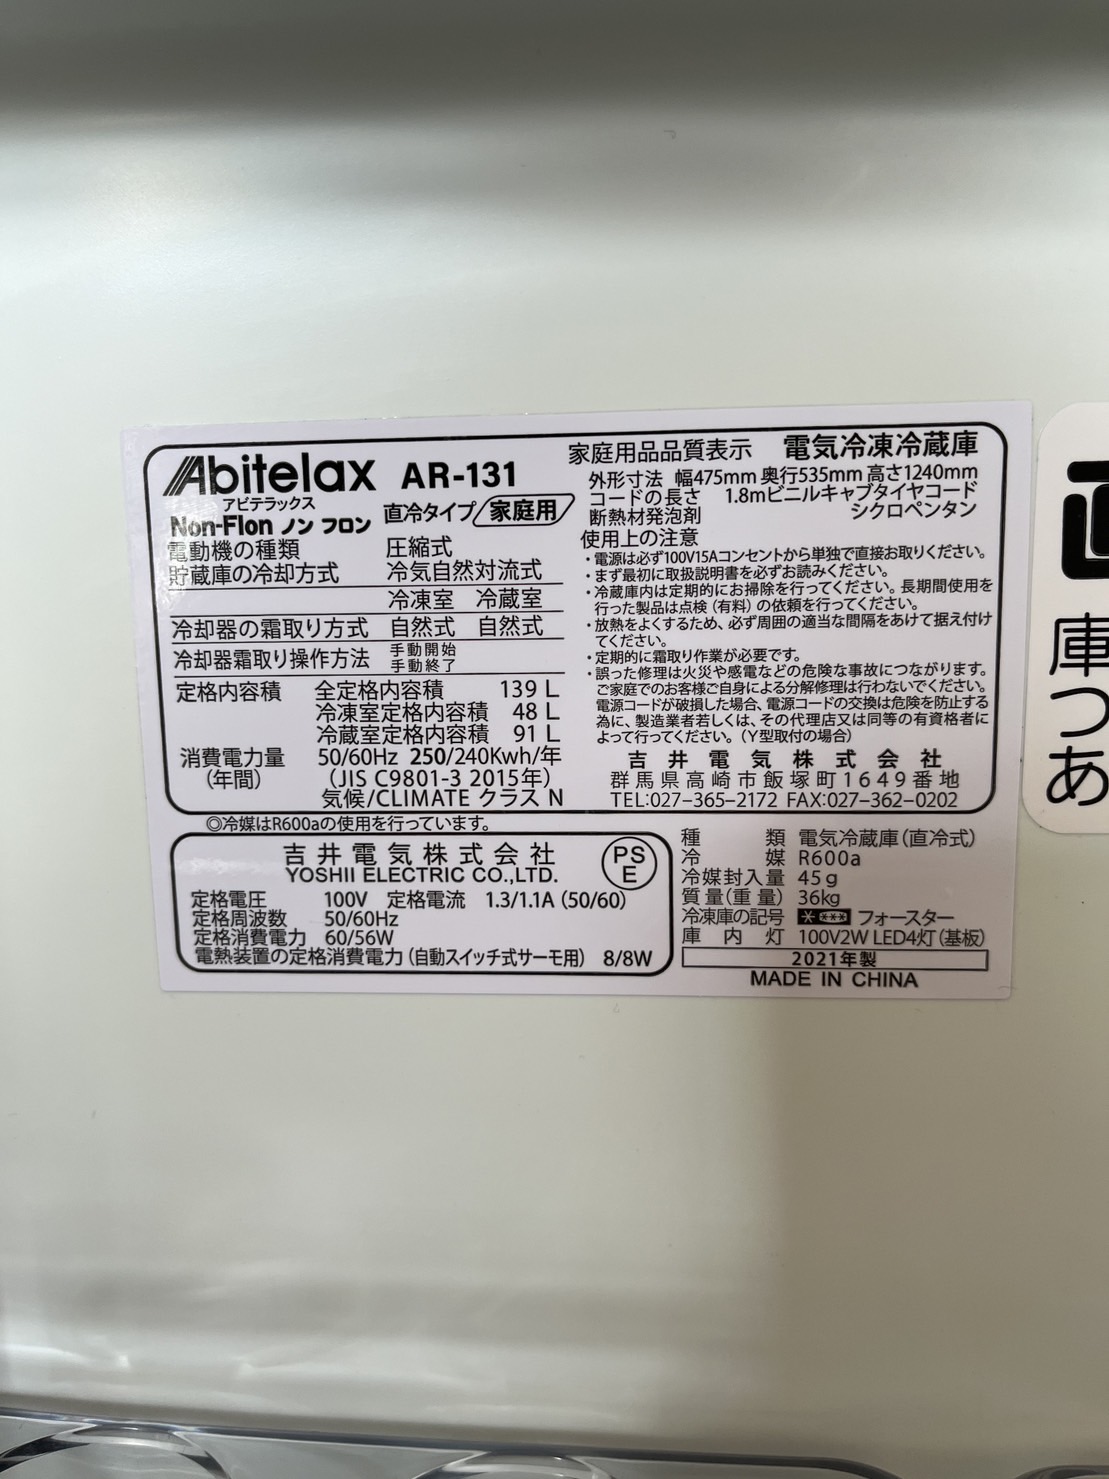 Abitelax AR-131
アビテラックス
Non-Flon ノン フロン 直冷タイプ 家庭用
電動機の種類 圧縮式
貯蔵庫の冷却方式 冷気自然対流式
冷凍室 冷蔵室
冷却器の霜取り方式 自然式 自然式
冷却器霜取り操作方法 手動開始
手動終了
定格内容積 全定格内容積 139 L
冷凍室定格内容積 48 L
冷蔵室定格内容積 91 L
消費電力量 50/60Hz 250/240Kwh/年
(年間) (JIS C9801-3 2015年)
気候/CLIMATE クラス N
家庭用品品質表示 電気冷凍冷蔵庫
外形寸法 幅475mm 奥行535mm 高さ1240mm
コードの長さ 1.8mビニルキャブタイヤコード
断熱材発泡剤 シクロペンタン
使用上の注意
・電源は必ず100V15Aコンセントから単独で直接お取りください。
・まず最初に取扱説明書を必ずお読みください。
・冷蔵庫内は定期的にお掃除を行ってください。長期間使用を
行った製品は点検(有料)の依頼を行ってください。
・放熱をよくするため、必ず周囲の適当な間隔をあけて据え付け
てください。
・定期的に霜取り作業が必要です。
・誤った修理は火災や感電などの危険な事故につながります。
ご家庭でのお客様ご自身による分解修理は行わないでください。
電源コードが破損した場合、電源コードの交換は危険を防止する
為に、製造業者若しくは、その代理店又は同等の有資格者に
よって行ってください。(Y型取付の場合)
吉井電気株式会社
群馬県高崎市飯塚町1649番地
TEL:027-365-2172 FAX:027-362-0202
◎冷媒はR600aの使用を行っています。
吉井電気株式会社
YOSHII ELECTRIC CO.,LTD.
PS
E
定格電圧 100V 定格電流 1.3/1.1A (50/60)
定格周波数 50/60Hz
定格消費電力 60/56W
電熱装置の定格消費電力(自動スイッチ式サーモ用) 8/8W
種類 電気冷蔵庫(直冷式)
冷媒 R600a
冷媒封入量 45g
質量(重量) 36kg
冷凍庫の記号 フォースター
庫内灯 100V2W LED4灯(基板)
2021年製
MADE IN CHINA
庫
つ
あ